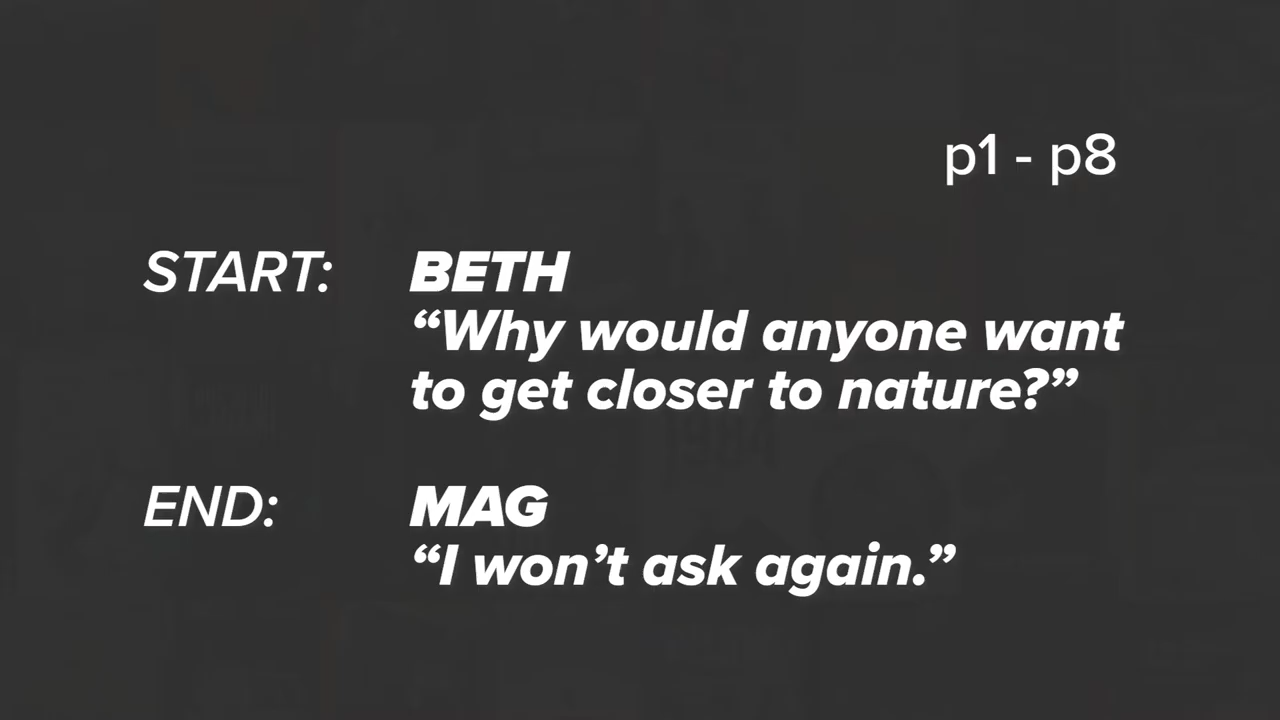 p1 - p8
START: BETH
“Why would anyone want
to get closer to nature?”
END: MAG
“I won’t ask again.”